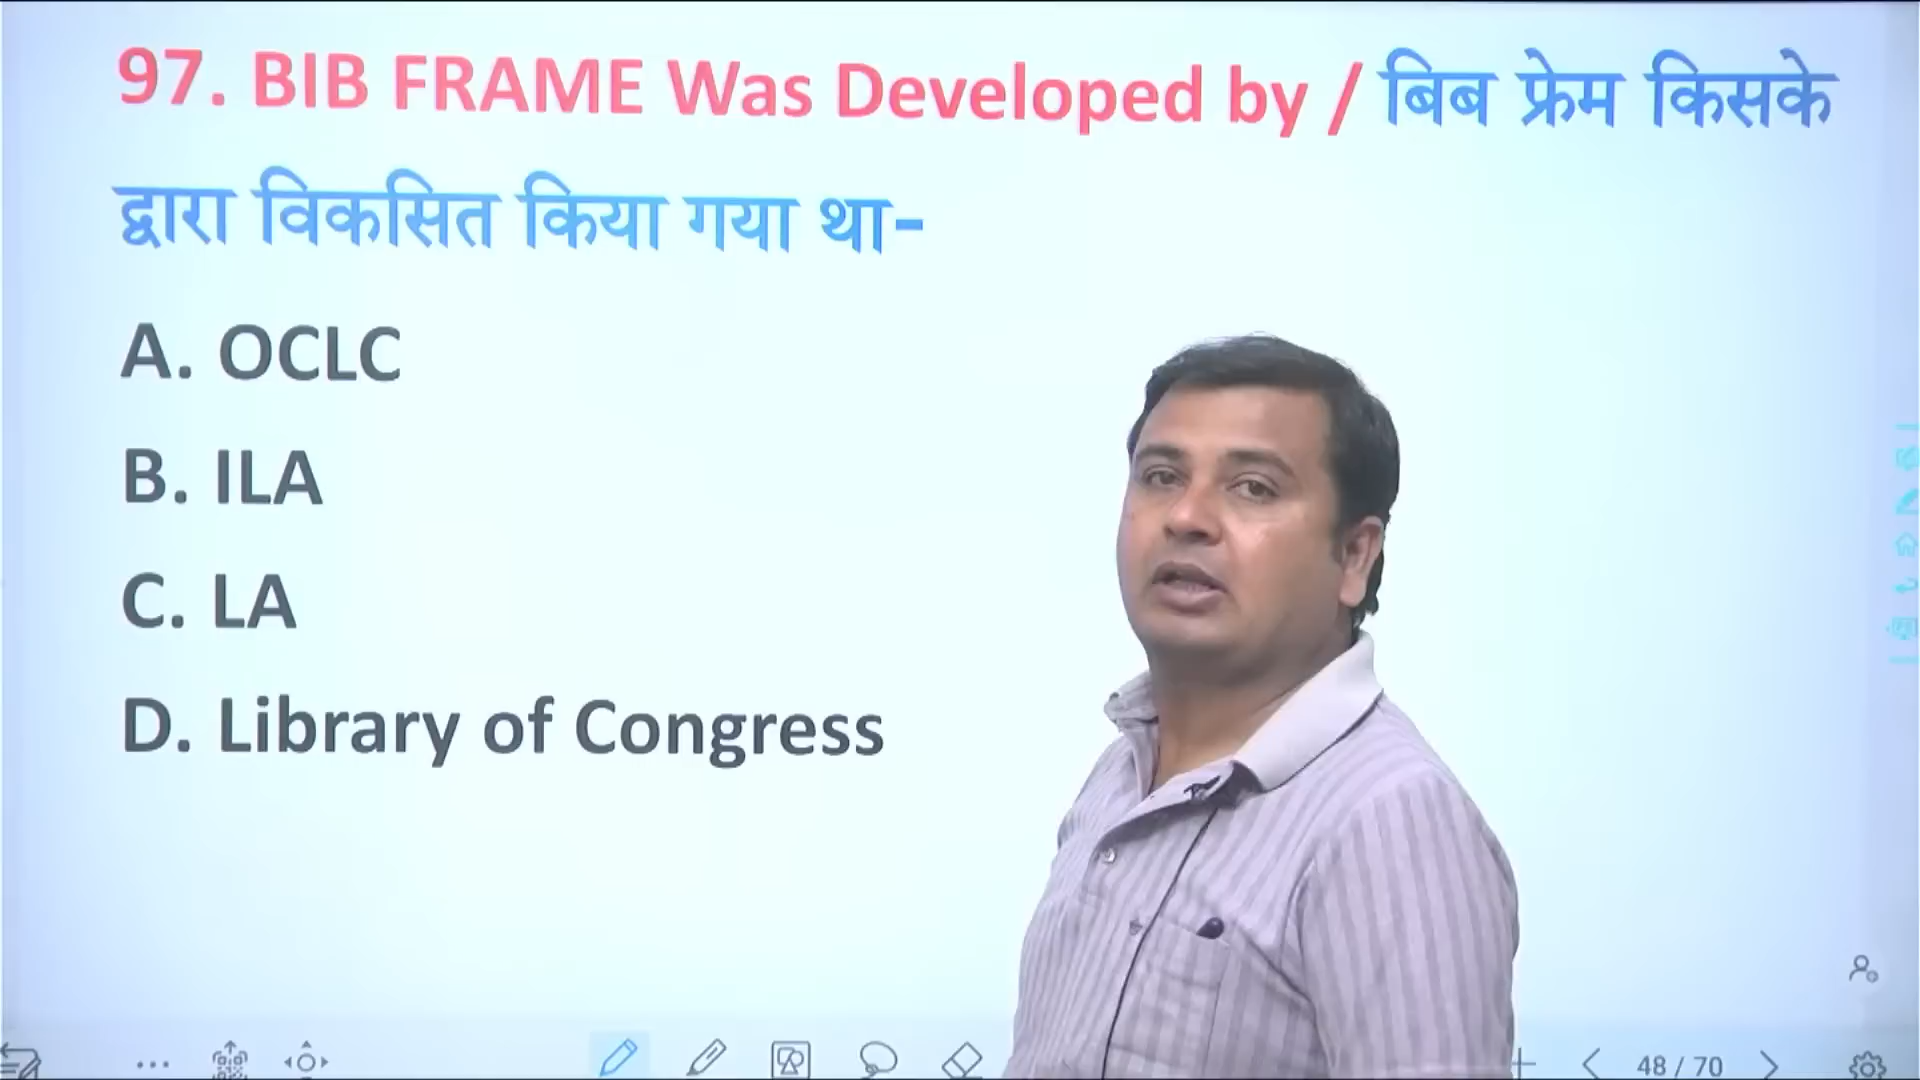 97. BIB FRAME Was Developed by / बिब फ्रेम किसके
द्वारा विकसित किया गया था-
A. OCLC
B. ILA
C. LA
D. Library of Congress
48 / 70